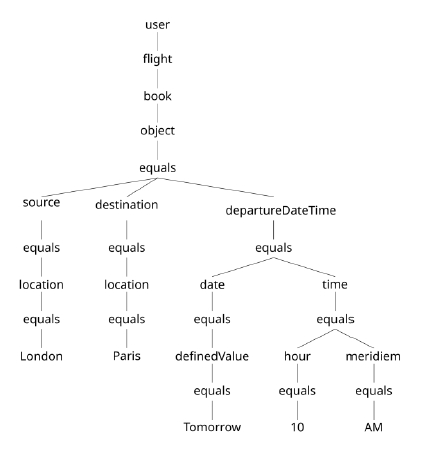 user
flight
book
object
equals
source destination departureDateTime
equals equals equals
location location date time
equals equals equals equals
London Paris definedValue hour meridiem
equals equals equals
Tomorrow 10 AM